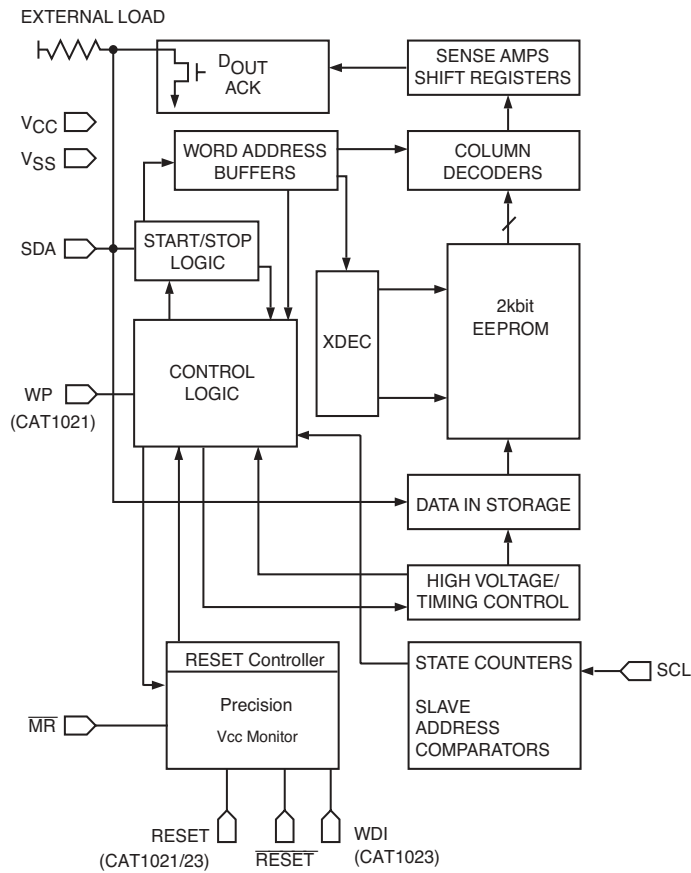 EXTERNAL LOAD
DOUT
ACK
SENSE AMPS
SHIFT REGISTERS
VCC
VSS
WORD ADDRESS
BUFFERS
COLUMN
DECODERS
SDA
START/STOP
LOGIC
XDEC
2kbit
EEPROM
CONTROL
LOGIC
WP
(CAT1021)
DATA IN STORAGE
HIGH VOLTAGE/
TIMING CONTROL
RESET Controller
Precision
Vcc Monitor
STATE COUNTERS
SLAVE
ADDRESS
COMPARATORS
SCL
MR
RESET
(CAT1021/23)
RESET
WDI
(CAT1023)